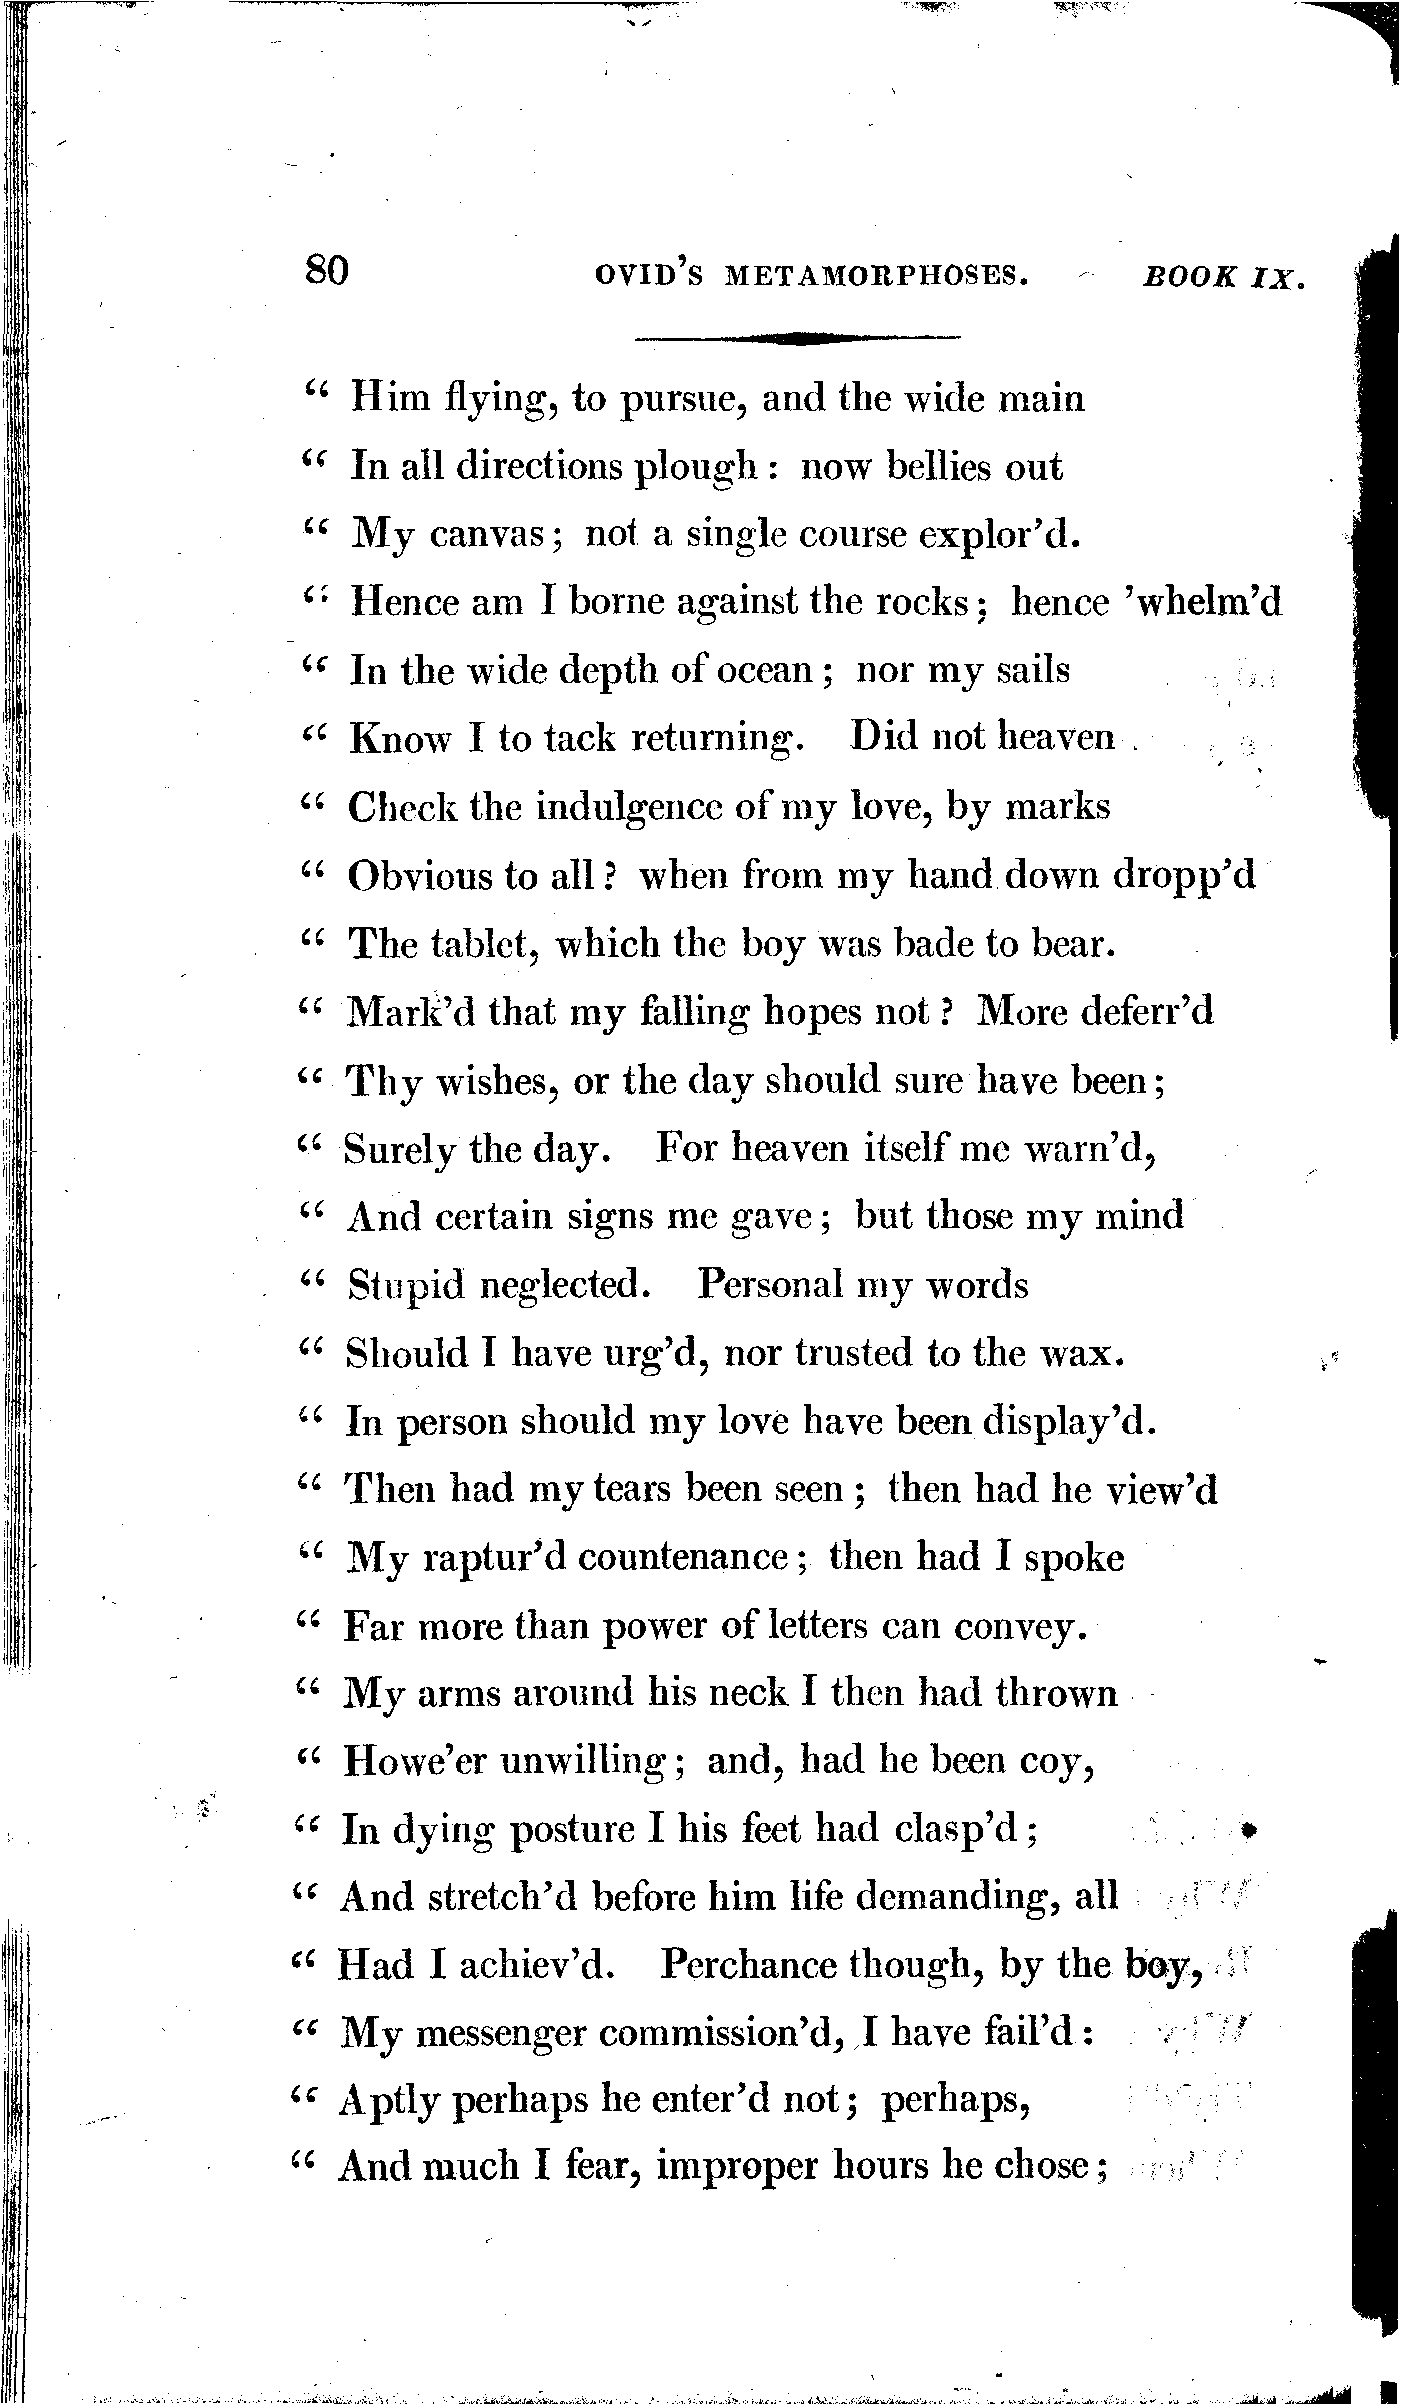 80 OVID'S METAMORPHOSES. BOOK IX.
“ Him flying, to pursue, and the wide main
“ In all directions plough : now bellies out
“ My canvas ; not a single course explor'd.
“ Hence am I borne against the rocks ; hence 'whelm'd
“ In the wide depth of ocean ; nor my sails
“ Know I to tack returning. Did not heaven
“ Check the indulgence of my love, by marks
“ Obvious to all ? when from my hand down dropp'd
“ The tablet, which the boy was bade to bear.
“ Mark'd that my falling hopes not ? More deferr'd
“ Thy wishes, or the day should sure have been ;
“ Surely the day. For heaven itself me warn'd,
“ And certain signs me gave ; but those my mind
“ Stupid neglected. Personal my words
“ Should I have urg'd, nor trusted to the wax.
“ In person should my love have been display'd.
“ Then had my tears been seen ; then had he view'd
“ My raptur'd countenance ; then had I spoke
“ Far more than power of letters can convey.
“ My arms around his neck I then had thrown
“ Howe'er unwilling ; and, had he been coy,
“ In dying posture I his feet had clasp'd ;
“ And stretch'd before him life demanding, all
“ Had I achiev'd. Perchance though, by the boy,
“ My messenger commission'd, I have fail'd :
“ Aptly perhaps he enter'd not ; perhaps,
“ And much I fear, improper hours he chose ;